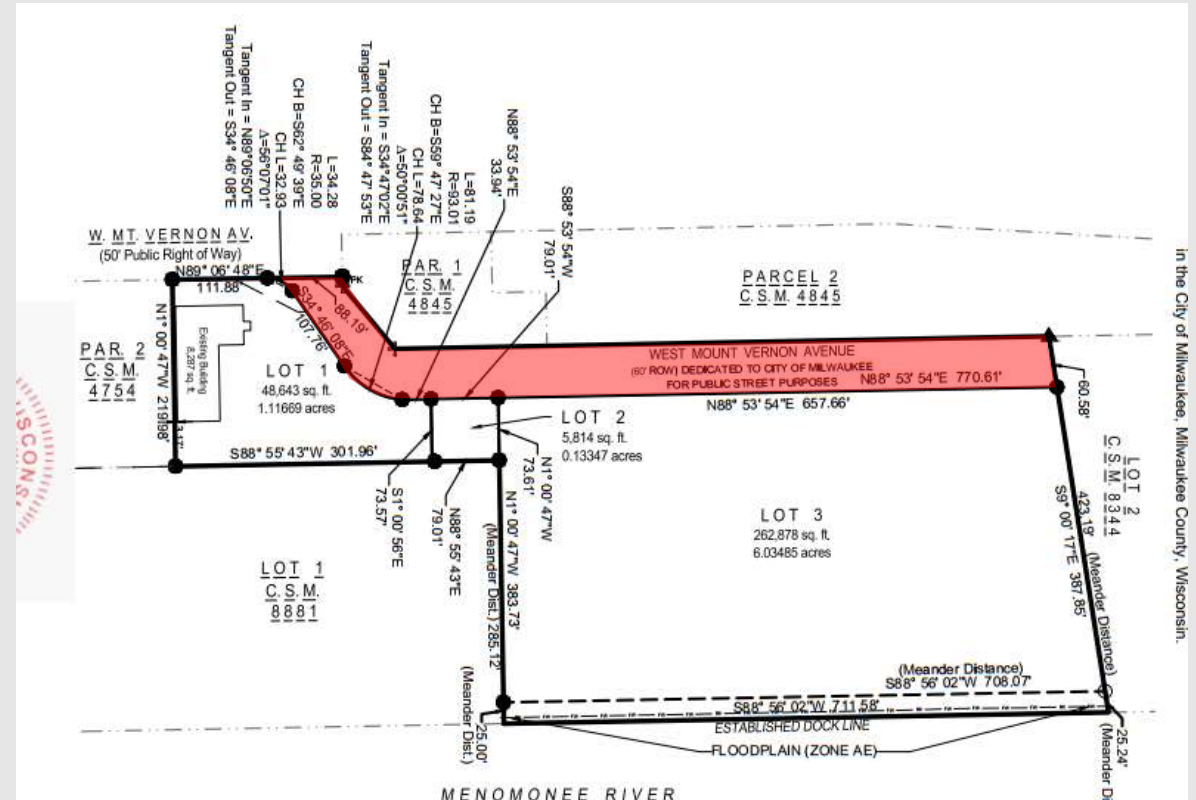 Tangent Out = S34° 46' 08"E
Tangent In = N89°06'50"E
Δ=56°07'01"
CH L=32.93
CH B=S62° 49' 39"E
R=35.00
L=34.28
Tangent Out = S84° 47' 53"E
Tangent In = S34°47'02"E
Δ=50°00'51"
CH L=78.64
CH B=S59° 47' 27"E
R=93.01
L=81.19
N88° 53' 54"E
33.94'
S88° 53' 54"W
79.01'
W. MT. VERNON AV.
(50' Public Right of Way)
N89° 06' 48"E
111.88'
PK
PAR. 1
C.S.M.
4845
PARCEL 2
C.S.M. 4845
in the City of Milwaukee, Milwaukee County, Wisconsin.
88.19'
S34° 46' 08"E
107.76'
WEST MOUNT VERNON AVENUE
(60' ROW) DEDICATED TO CITY OF MILWAUKEE
FOR PUBLIC STREET PURPOSES
N88° 53' 54"E 770.61'
N88° 53' 54"E 657.66'
60.58'
PAR. 2
C.S.M.
4754
N1° 00' 47"W 219.98'
Existing Building
8,287 sq. ft.
LOT 1
48,643 sq. ft.
1.11669 acres
LOT 2
5,814 sq. ft.
0.13347 acres
S88° 55' 43"W 301.96'
S1° 00' 56"E
73.57'
N88° 55' 43"E
79.01'
N1° 00' 47"W
73.61'
N1° 00' 47"W 383.73'
(Meander Dist.) 285.12'
LOT 3
262,878 sq. ft.
6.03485 acres
LOT 2
C.S.M. 8344
423.19' (Meander Distance)
S9° 00' 17"E 387.85'
LOT 1
C.S.M.
8881
(Meander Distance)
S88° 56' 02"W 708.07'
S88° 56' 02"W 711.58'
ESTABLISHED DOCK LINE
FLOODPLAIN (ZONE AE)
25.00'
(Meander Dist.)
25.24'
(Meander Di
MENOMONEE RIVER
SCONS